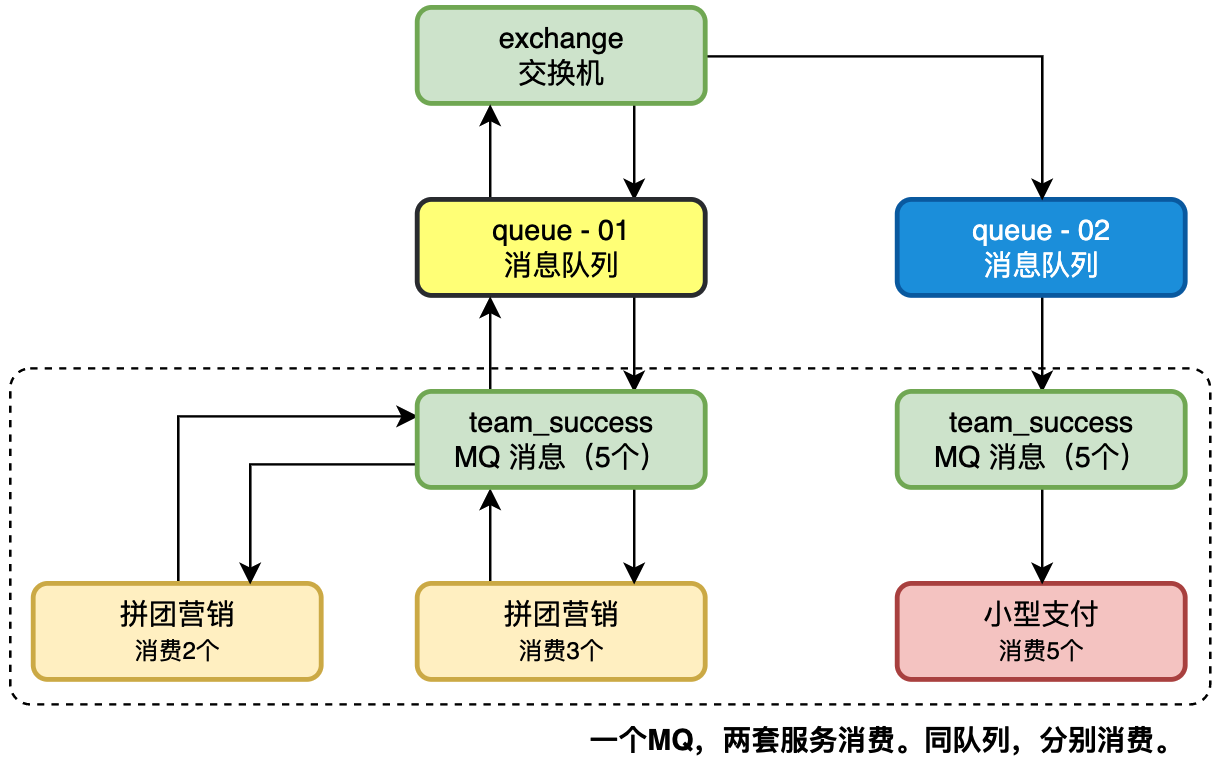 exchange
交换机
queue - 01
消息队列
queue - 02
消息队列
team_success
MQ 消息（5个）
team_success
MQ 消息（5个）
拼团营销
消费2个
拼团营销
消费3个
小型支付
消费5个
一个MQ，两套服务消费。同队列，分别消费。